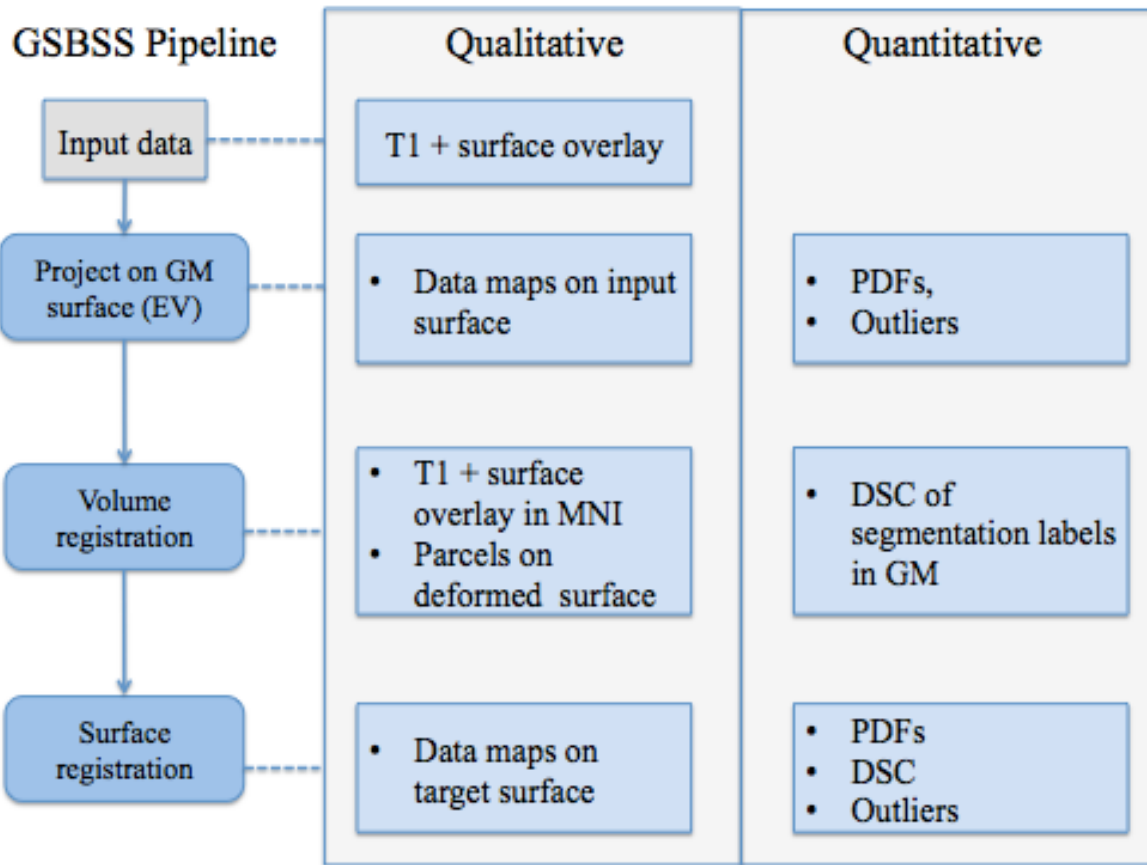 GSBSS Pipeline
Qualitative
Quantitative
Input data
T1 + surface overlay
Project on GM
surface (EV)
• Data maps on input
surface
• PDFs,
• Outliers
Volume
registration
• T1 + surface
overlay in MNI
• Parcels on
deformed surface
• DSC of
segmentation labels
in GM
Surface
registration
• Data maps on
target surface
• PDFs
• DSC
• Outliers